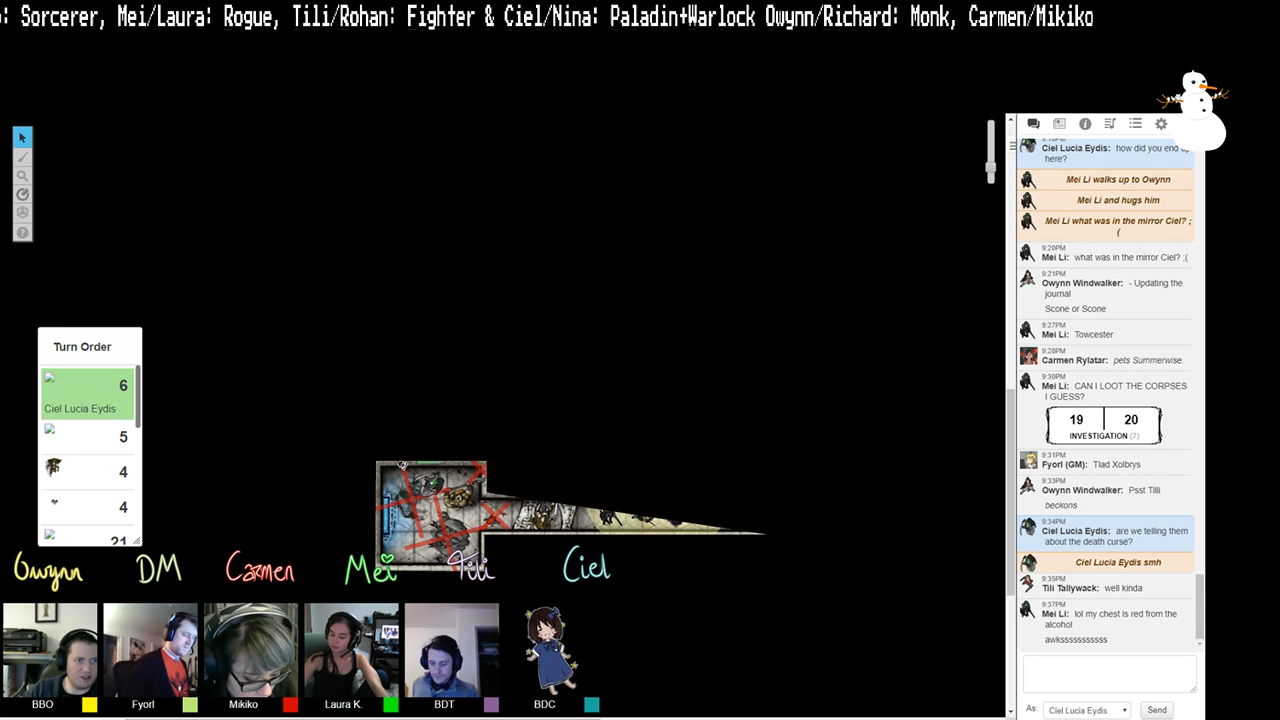 : Sorcerer, Mei/Laura: Rogue, Tili/Rohan: Fighter & Ciel/Nina: Paladin+Warlock Owynn/Richard: Monk, Carmen/Mikiko
Ciel Lucia Eydis: how did you end up
here?
Mei Li walks up to Owynn
Mei Li and hugs him
Mei Li what was in the mirror Ciel? ;
(
9:20PM
Mei Li: what was in the mirror Ciel? ;(
9:21PM
Owynn Windwalker: - Updating the
journal
Scone or Scone
9:27PM
Mei Li: Towcester
9:28PM
Carmen Rylatar: pets Summerwise.
9:30PM
Mei Li: CAN I LOOT THE CORPSES
I GUESS?
19 20
INVESTIGATION (7)
9:31PM
Fyorl (GM): Tlad Xolbrys
9:33PM
Owynn Windwalker: Psst Tilli
beckons
9:34PM
Ciel Lucia Eydis: are we telling them
about the death curse?
Ciel Lucia Eydis smh
9:35PM
Tili Tallywack: well kinda
9:37PM
Mei Li: lol my chest is red from the
alcohol
awkssssssssssss
As: Ciel Lucia Eydis Send
Turn Order
6
Ciel Lucia Eydis
5
4
4
21
Owynn DM Carmen Mei Tili Ciel
BBO Fyorl Mikiko Laura K. BDT BDC